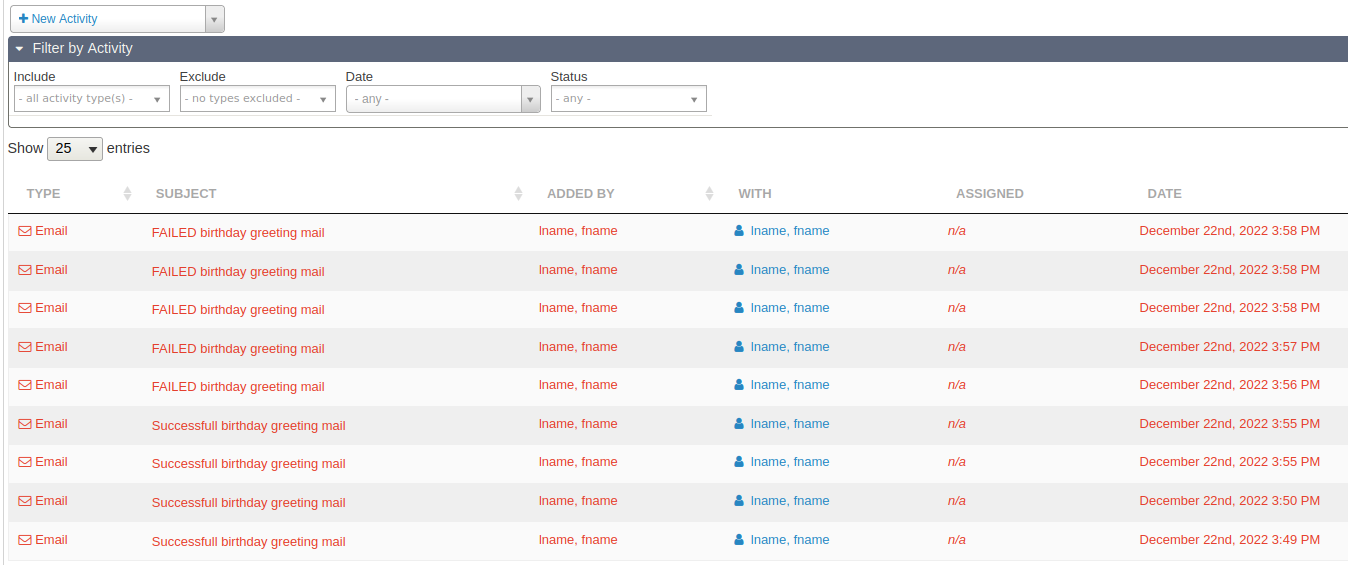 New Activity
Filter by Activity
Include Exclude Date Status
- all activity type(s) - - no types excluded - - any - - any -
Show 25 entries
TYPE SUBJECT ADDED BY WITH ASSIGNED DATE
Email FAILED birthday greeting mail lname, fname lname, fname n/a December 22nd, 2022 3:58 PM
Email FAILED birthday greeting mail lname, fname lname, fname n/a December 22nd, 2022 3:58 PM
Email FAILED birthday greeting mail lname, fname lname, fname n/a December 22nd, 2022 3:58 PM
Email FAILED birthday greeting mail lname, fname lname, fname n/a December 22nd, 2022 3:57 PM
Email FAILED birthday greeting mail lname, fname lname, fname n/a December 22nd, 2022 3:56 PM
Email Successfull birthday greeting mail lname, fname lname, fname n/a December 22nd, 2022 3:55 PM
Email Successfull birthday greeting mail lname, fname lname, fname n/a December 22nd, 2022 3:55 PM
Email Successfull birthday greeting mail lname, fname lname, fname n/a December 22nd, 2022 3:50 PM
Email Successfull birthday greeting mail lname, fname lname, fname n/a December 22nd, 2022 3:49 PM